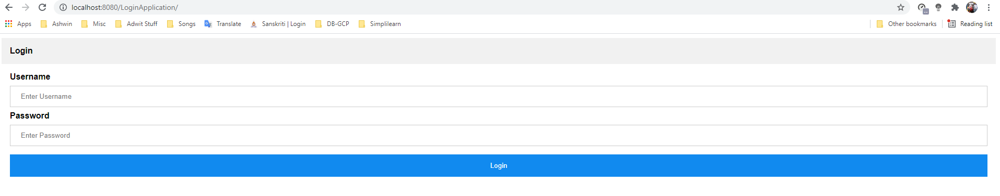 localhost:8080/LoginApplication/
Apps Ashwin Misc Adwit Stuff Songs Translate Sanskriti | Login DB-GCP Simplilearn Other bookmarks Reading list
Login
Username
Enter Username
Password
Enter Password
Login